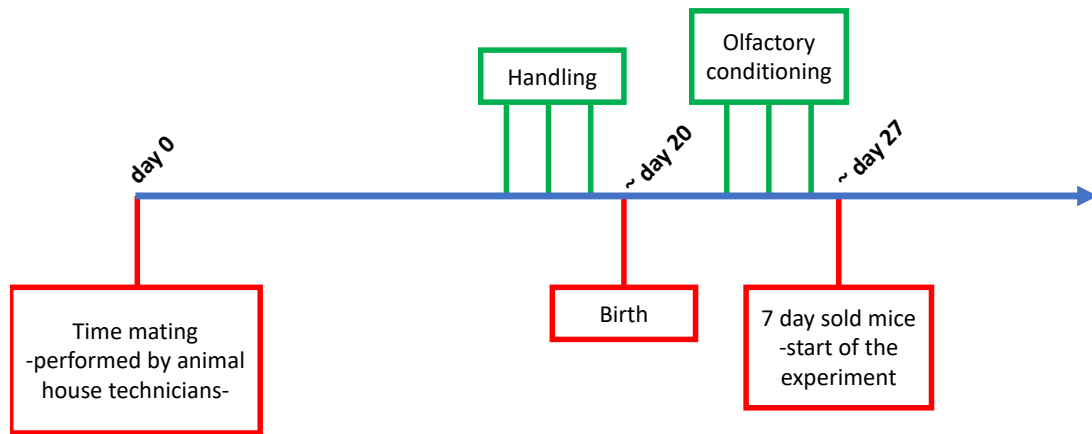 Handling
Olfactory
conditioning
day 0
~ day 20
~ day 27
Time mating
-performed by animal
house technicians-
Birth
7 day sold mice
-start of the
experiment